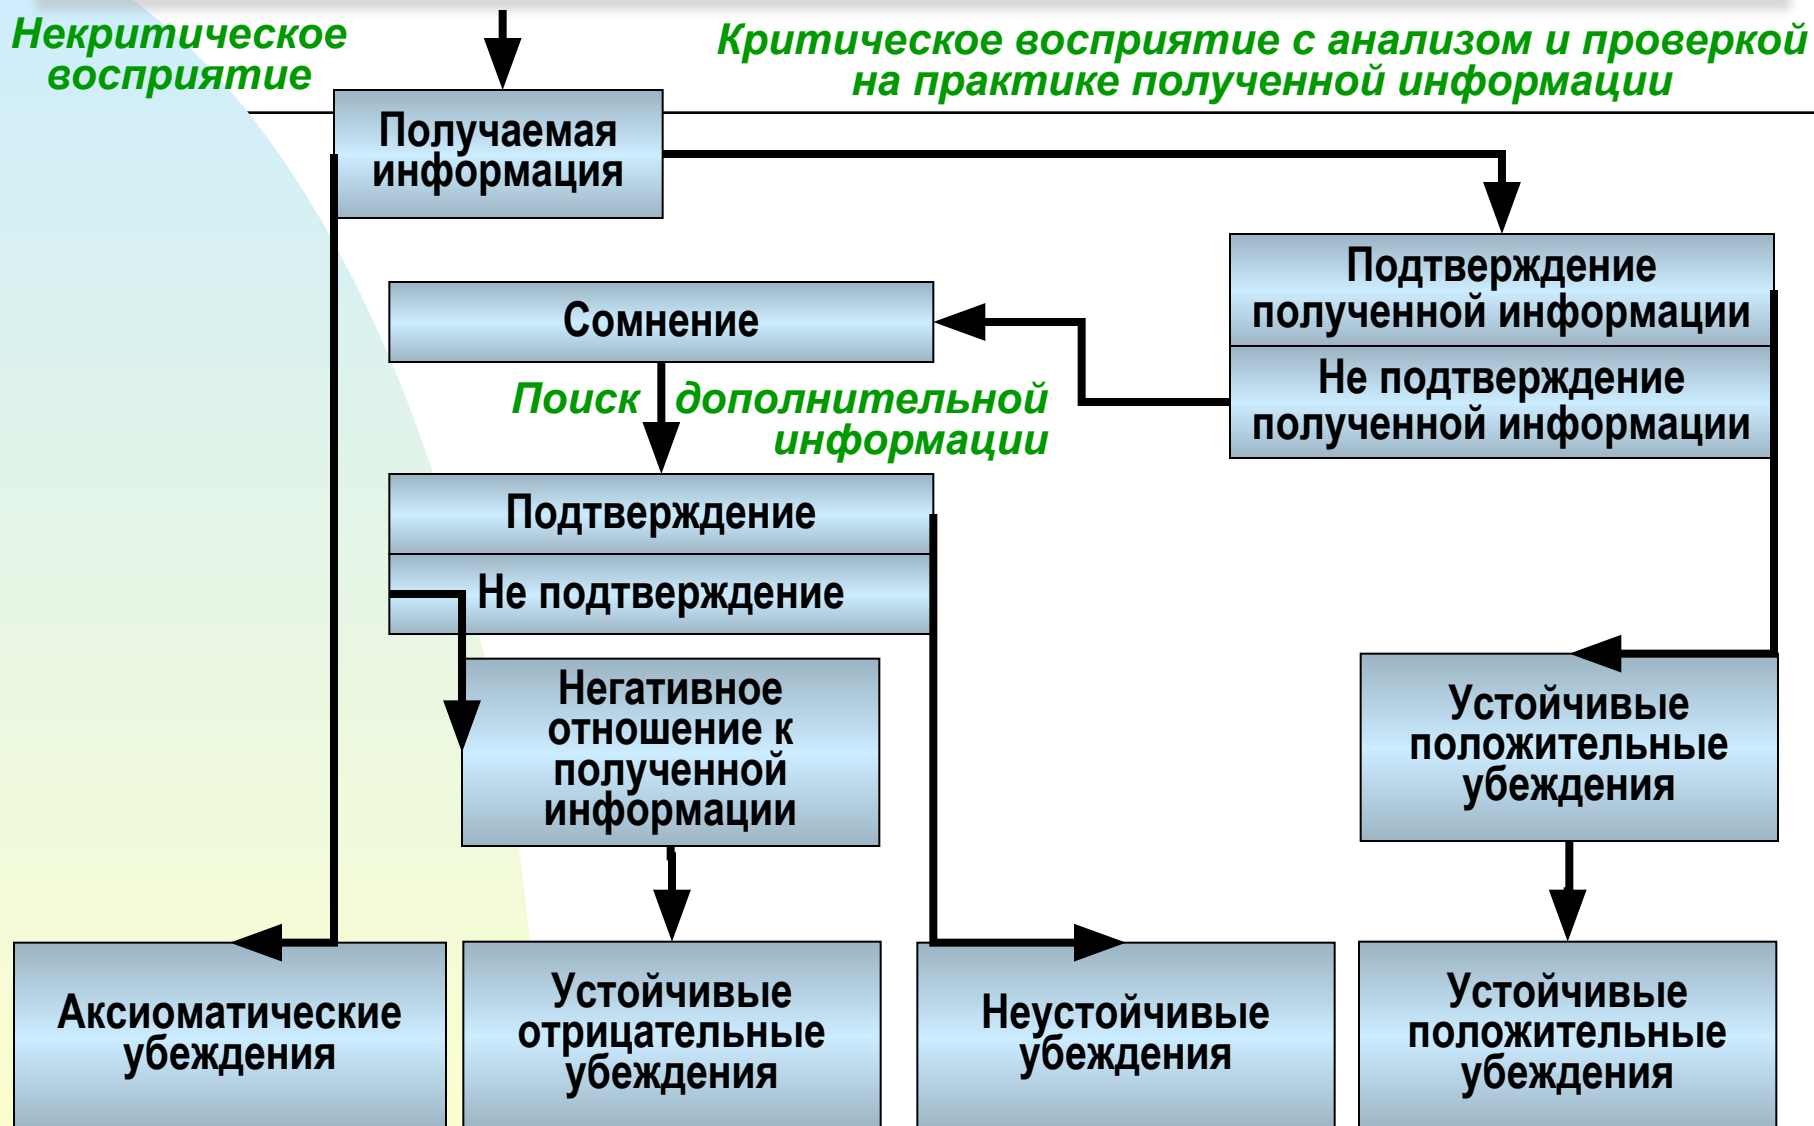 Некритическое
восприятие
Критическое восприятие с анализом и проверкой
на практике полученной информации
Получаемая
информация
Подтверждение
полученной информации
Не подтверждение
полученной информации
Сомнение
Поиск дополнительной
информации
Подтверждение
Не подтверждение
Негативное
отношение к
полученной
информации
Устойчивые
положительные
убеждения
Аксиоматические
убеждения
Устойчивые
отрицательные
убеждения
Неустойчивые
убеждения
Устойчивые
положительные
убеждения